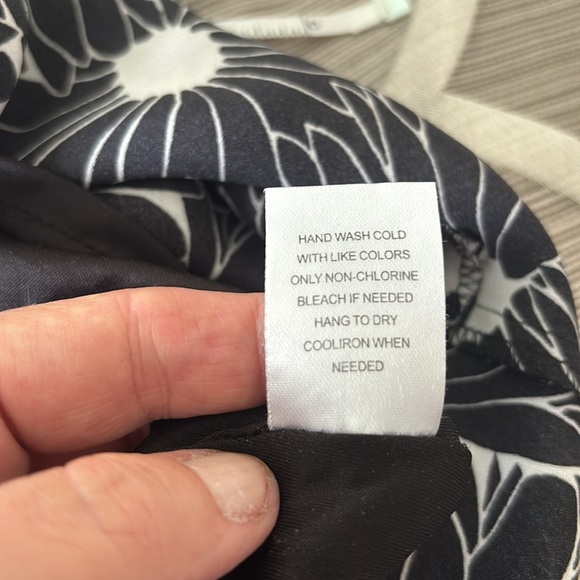 HAND WASH COLD
WITH LIKE COLORS
ONLY NON-CHLORINE
BLEACH IF NEEDED
HANG TO DRY
COOLIRON WHEN
NEEDED